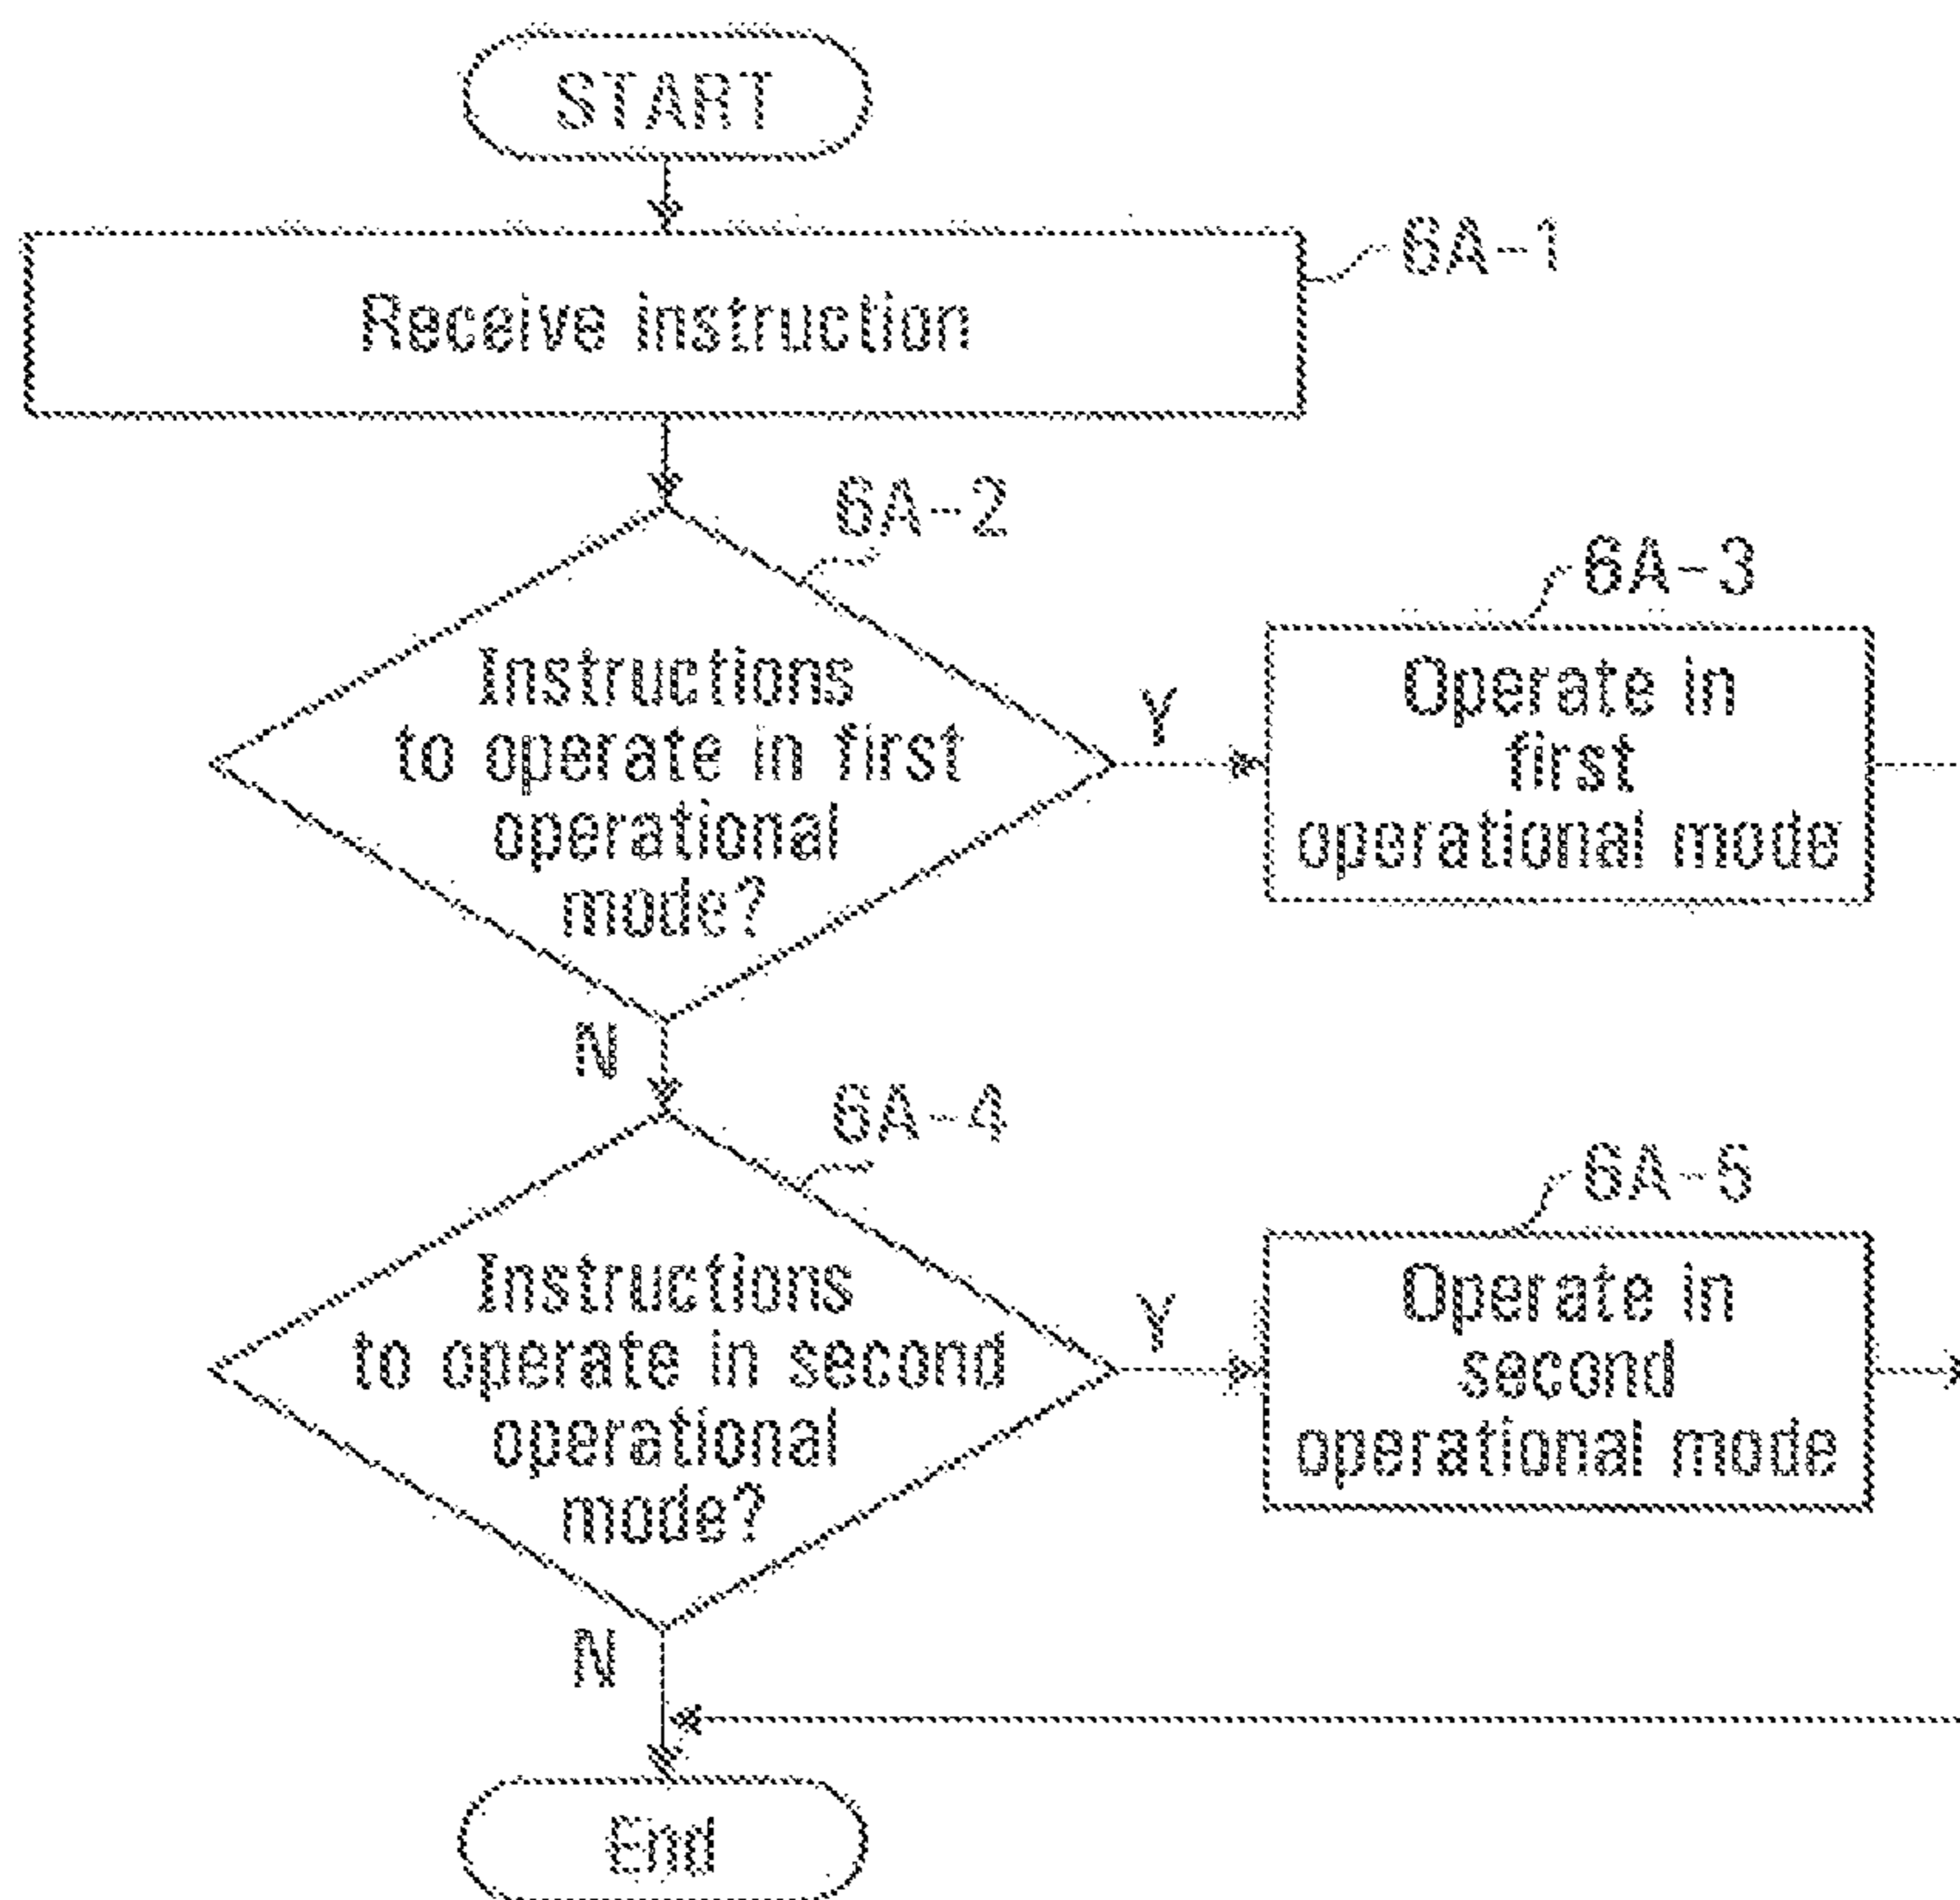 START
6A-1
Receive instruction
6A-2
6A-3
Instructions
to operate in first
operational
mode?
Y
Operate in
first
operational mode
N
6A-4
6A-5
Instructions
to operate in second
operational
mode?
Y
Operate in
second
operational mode
N
End